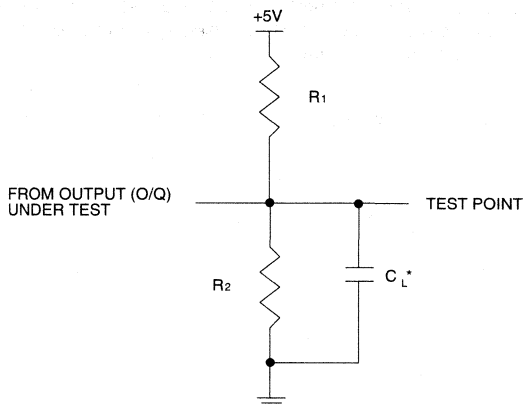 +5V
R1
FROM OUTPUT (O/Q)
UNDER TEST
TEST POINT
R2
CL*